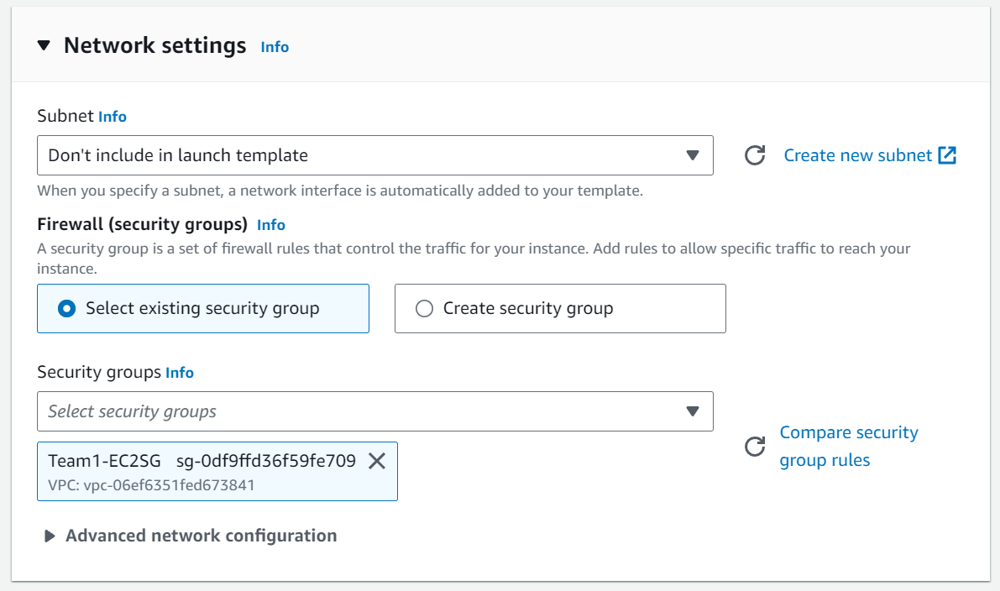 Network settings Info
Subnet Info
Don't include in launch template
Create new subnet
When you specify a subnet, a network interface is automatically added to your template.
Firewall (security groups) Info
A security group is a set of firewall rules that control the traffic for your instance. Add rules to allow specific traffic to reach your
instance.
Select existing security group
Create security group
Security groups Info
Select security groups
Compare security
group rules
Team1-EC2SG sg-0df9ffd36f59fe709
VPC: vpc-06ef6351fed673841
Advanced network configuration